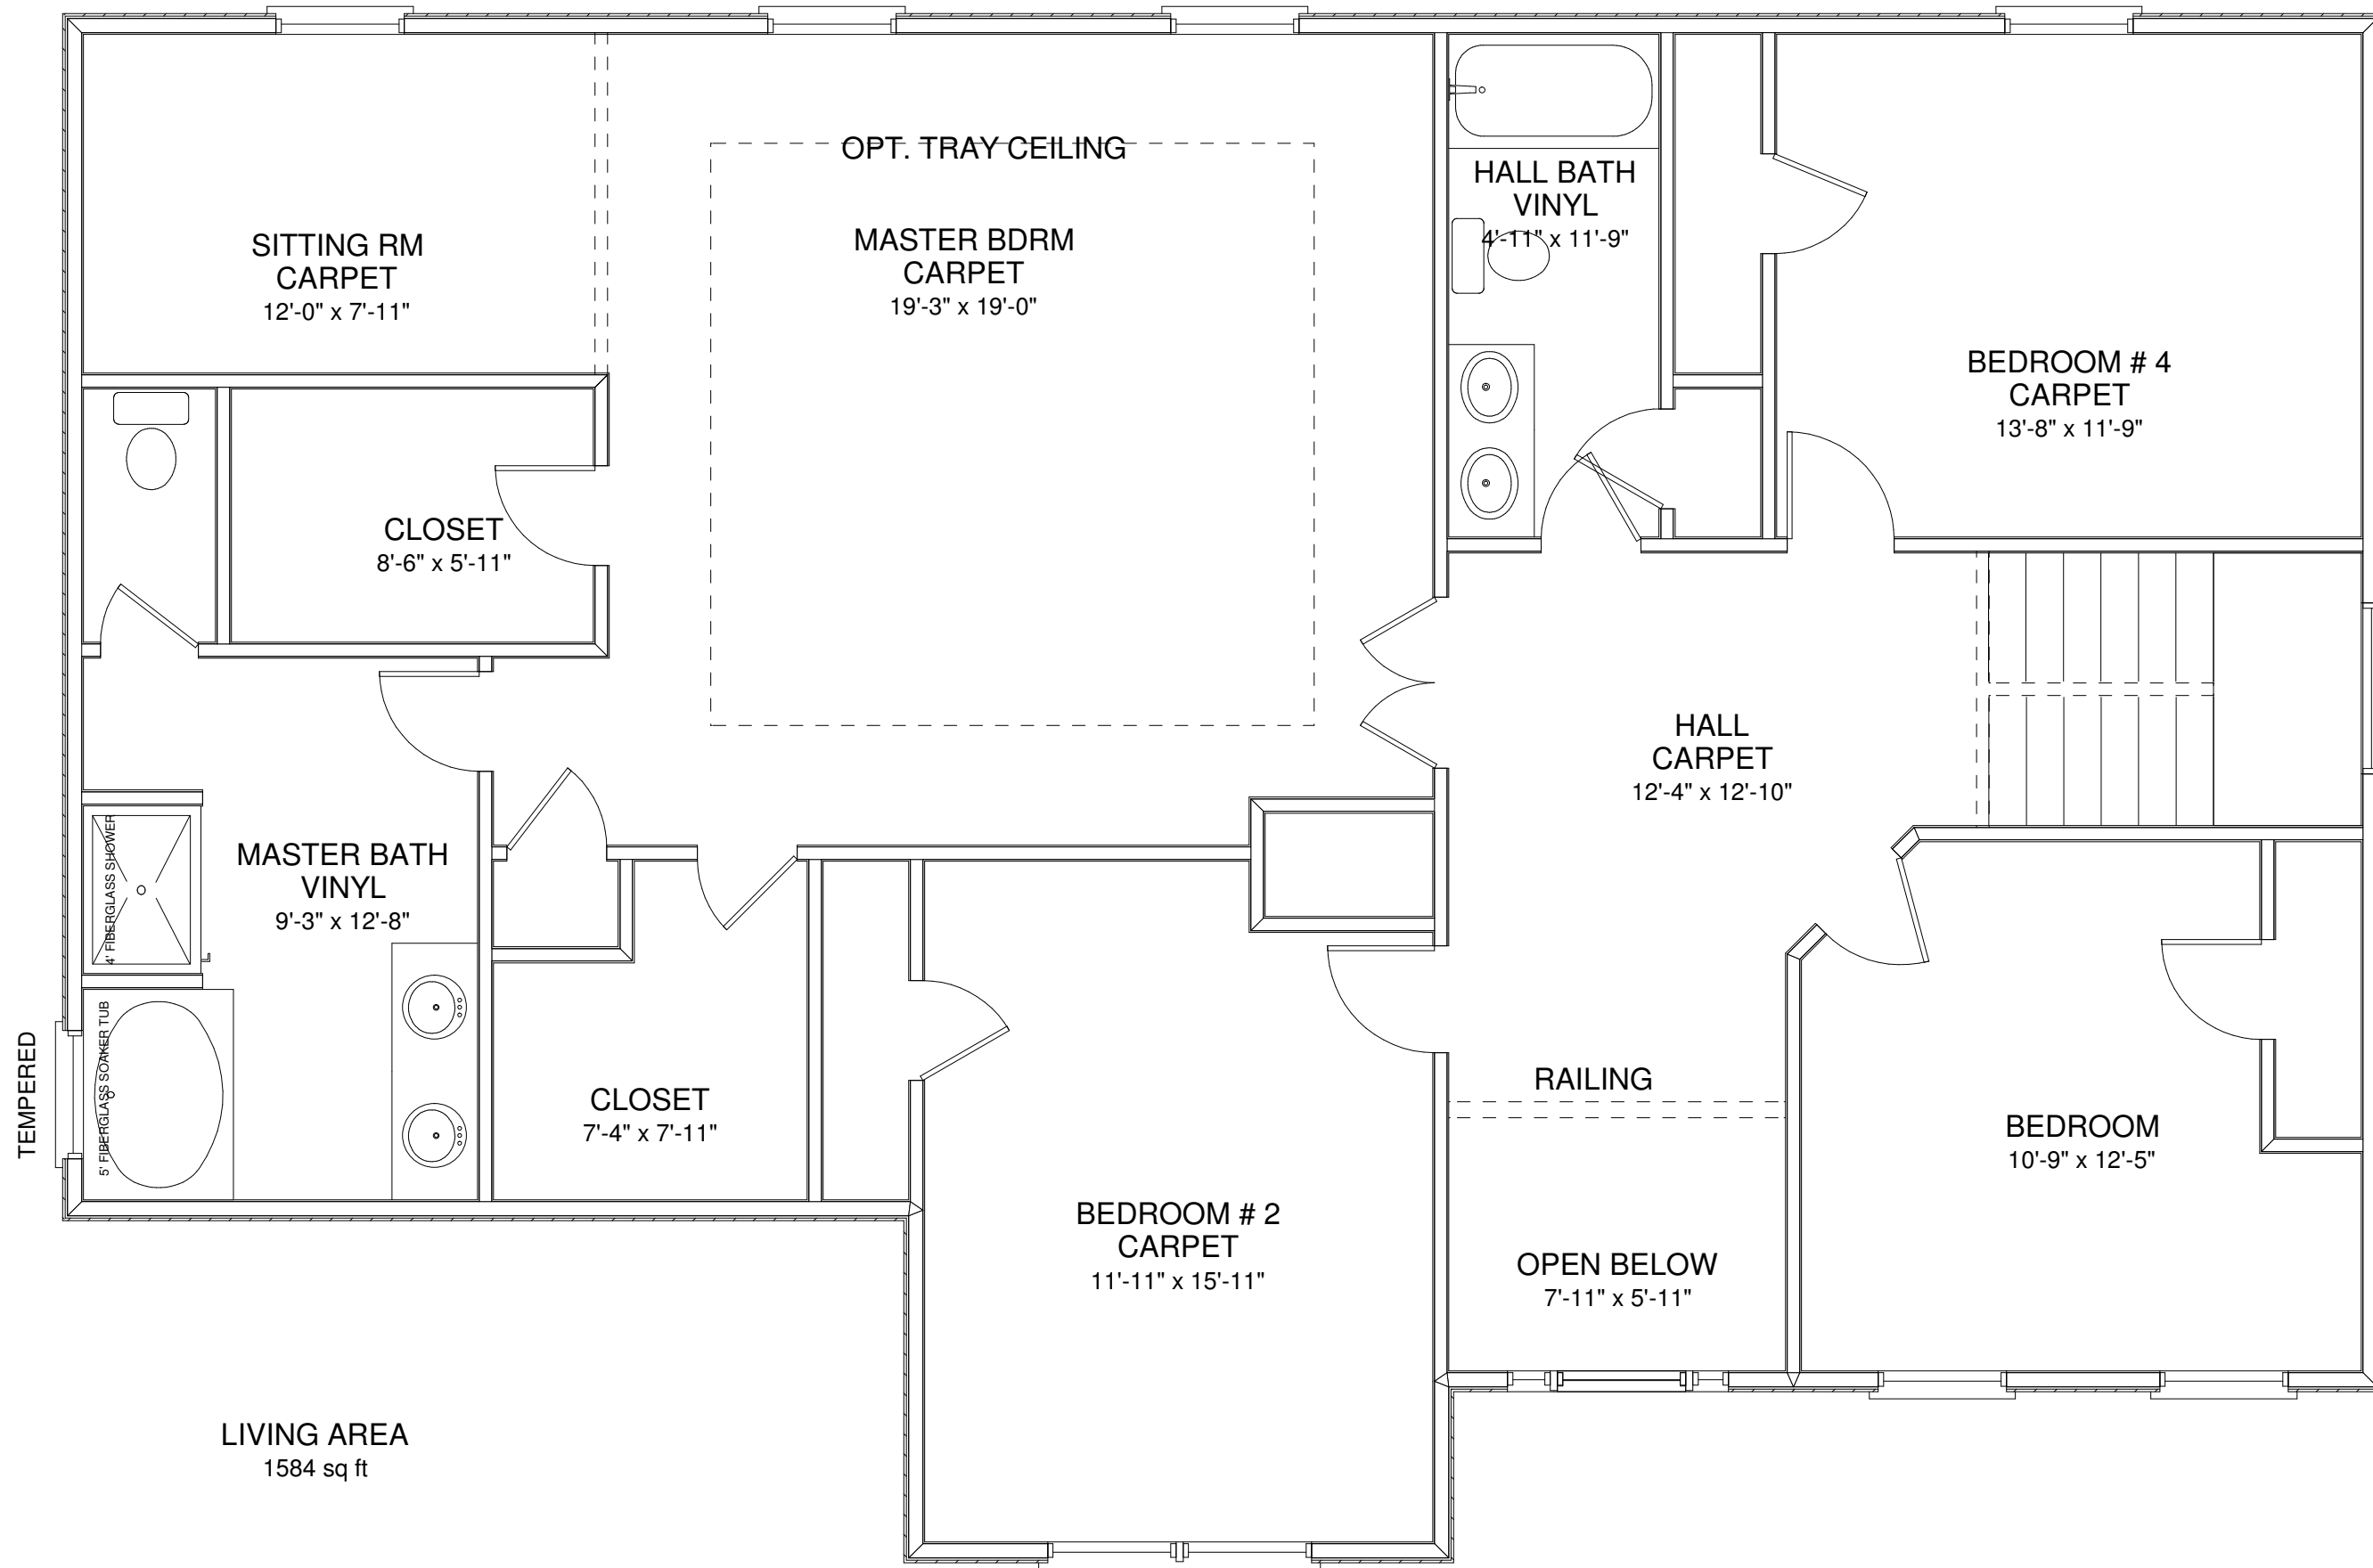 OPT. TRAY CEILING
SITTING RM
CARPET
12'-0" x 7'-11"
MASTER BDRM
CARPET
19'-3" x 19'-0"
HALL BATH
VINYL
4'-11" x 11'-9"
BEDROOM # 4
CARPET
13'-8" x 11'-9"
CLOSET
8'-6" x 5'-11"
HALL
CARPET
12'-4" x 12'-10"
4' FIBERGLASS SHOWER
MASTER BATH
VINYL
9'-3" x 12'-8"
TEMPERED
5' FIBERGLASS SOAKER TUB
CLOSET
7'-4" x 7'-11"
RAILING
BEDROOM
10'-9" x 12'-5"
BEDROOM # 2
CARPET
11'-11" x 15'-11"
OPEN BELOW
7'-11" x 5'-11"
LIVING AREA
1584 sq ft